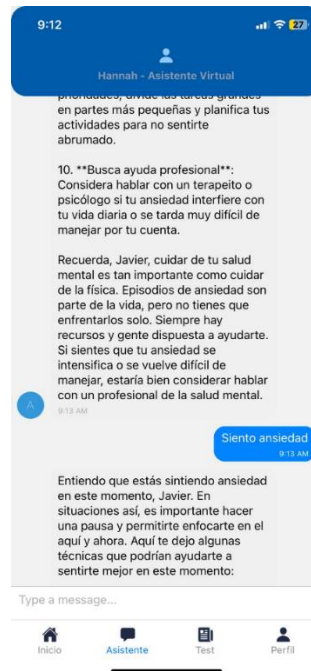 9:12
27
Hannah - Asistente Virtual
prioridades, divide las tareas grandes
en partes más pequeñas y planifica tus
actividades para no sentirte
abrumado.
10. **Busca ayuda profesional**:
Considera hablar con un terapeito o
psicólogo si tu ansiedad interfiere con
tu vida diaria o se tarda muy difícil de
manejar por tu cuenta.
Recuerda, Javier, cuidar de tu salud
mental es tan importante como cuidar
de la física. Episodios de ansiedad son
parte de la vida, pero no tienes que
enfrentarlos solo. Siempre hay
recursos y gente dispuesta a ayudarte.
Si sientes que tu ansiedad se
intensifica o se vuelve difícil de
manejar, estaría bien considerar hablar
con un profesional de la salud mental.
A
9:13 AM
Siento ansiedad
9:13 AM
Entiendo que estás sintiendo ansiedad
en este momento, Javier. En
situaciones así, es importante hacer
una pausa y permitirte enfocarte en el
aquí y ahora. Aquí te dejo algunas
técnicas que podrían ayudarte a
sentirte mejor en este momento:
Type a message...
Inicio
Asistente
Test
Perfil